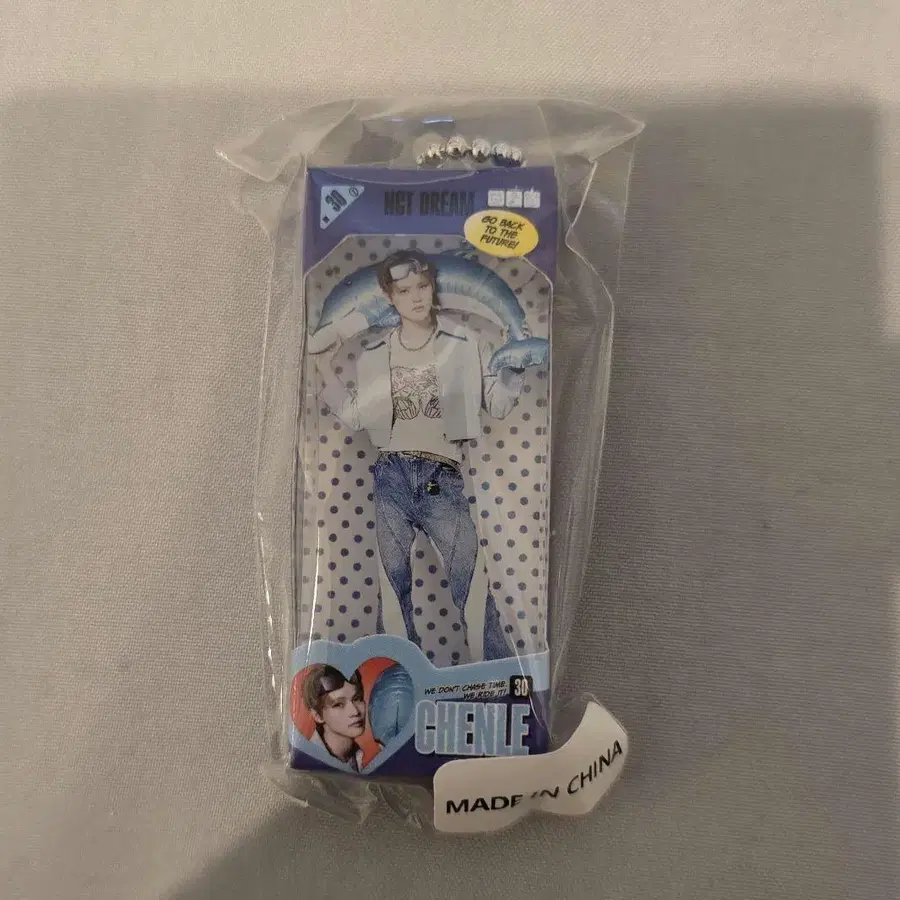 30
NCT DREAM
GO BACK
TO THE
FUTURE!
WE DON'T CHASE TIME.
WE RIDE IT!
30
CHENLE
MADE IN CHINA